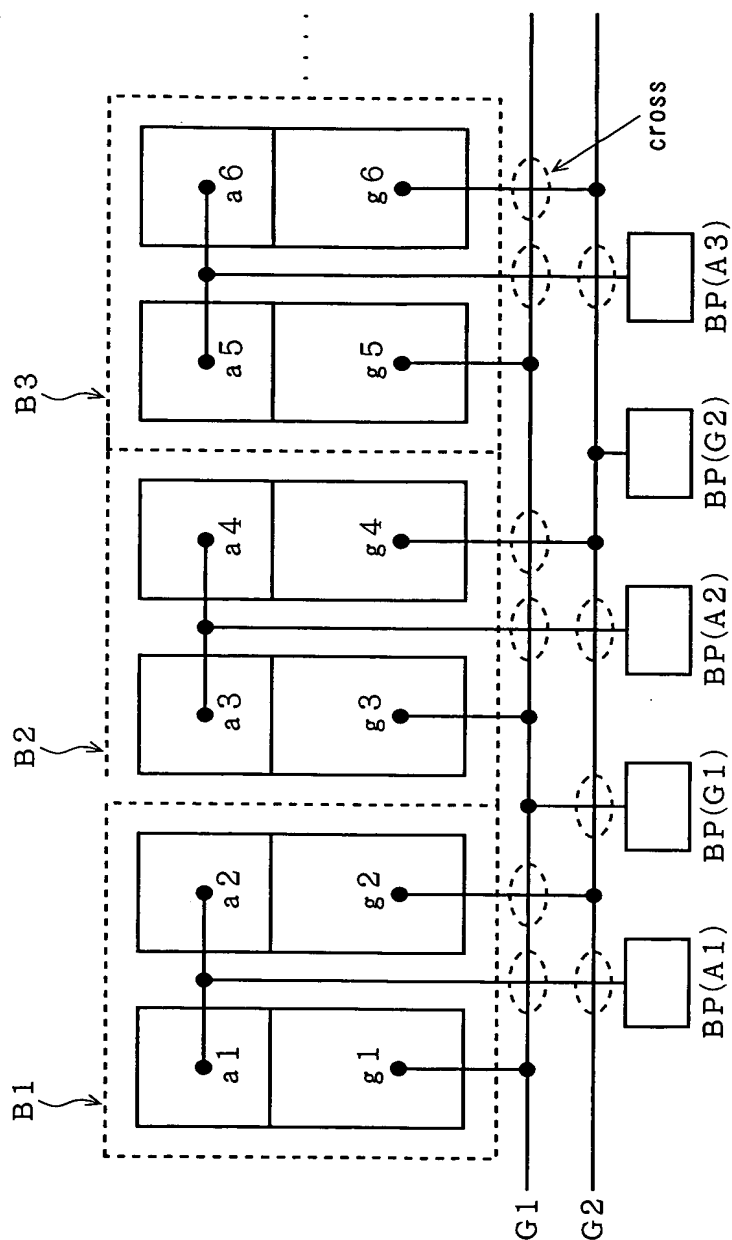 B1
B2
B3
a1
a2
a3
a4
a5
a6
g1
g2
g3
g4
g5
g6
G1
G2
cross
BP(A1)
BP(G1)
BP(A2)
BP(G2)
BP(A3)